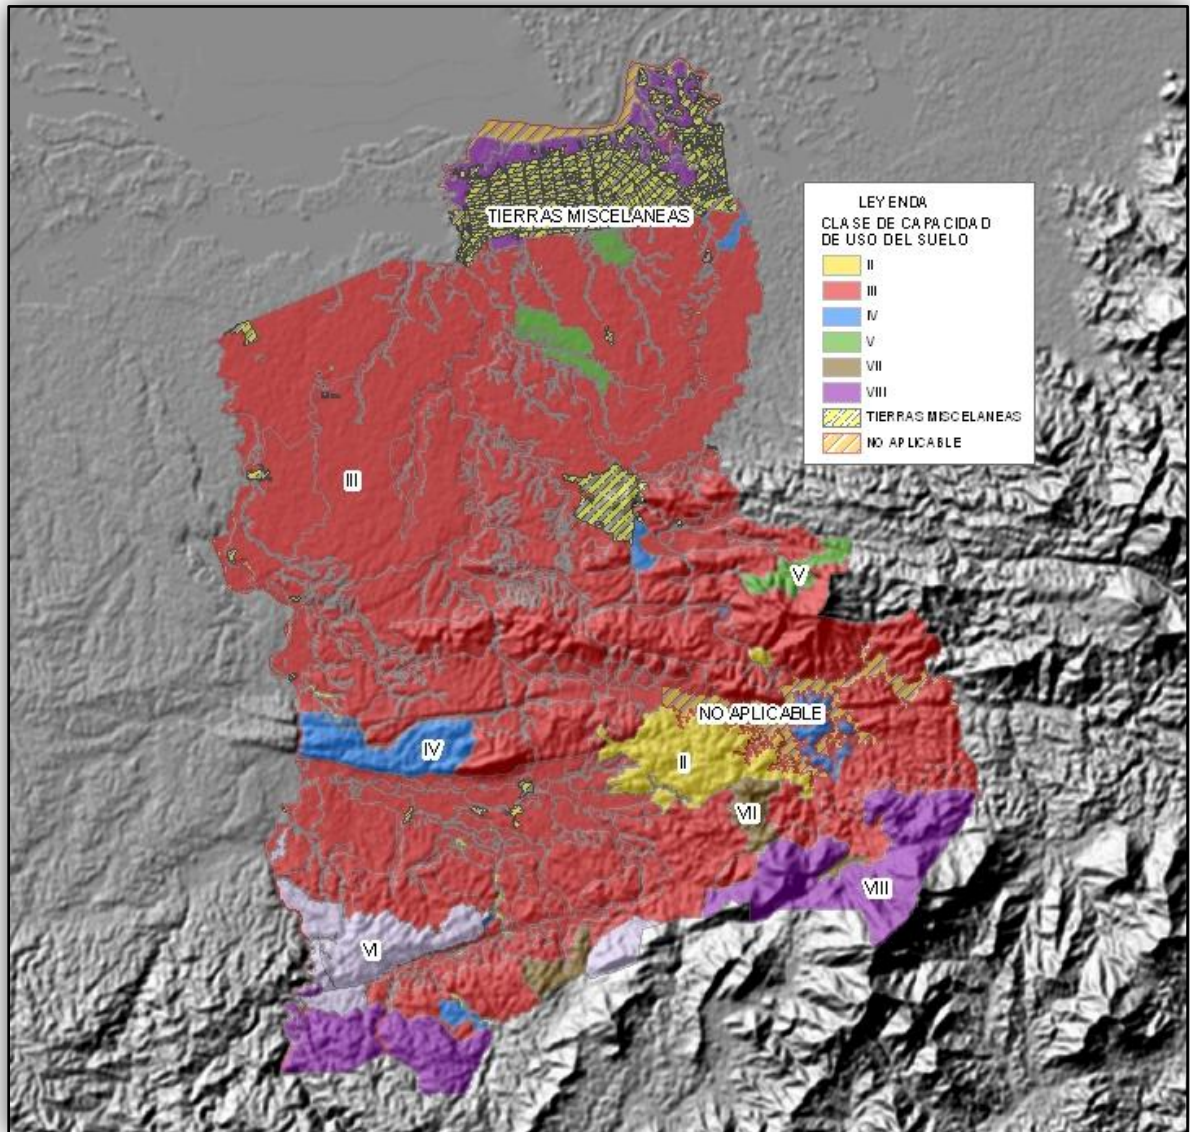 TIERRAS MISCELANEAS
LEYENDA
CLASE DE CAPACIDAD
DE USO DEL SUELO
II
III
IV
V
VII
VIII
TIERRAS MISCELANEAS
NO APLICABLE
III
V
NO APLICABLE
IV
II
VII
VIII
VI